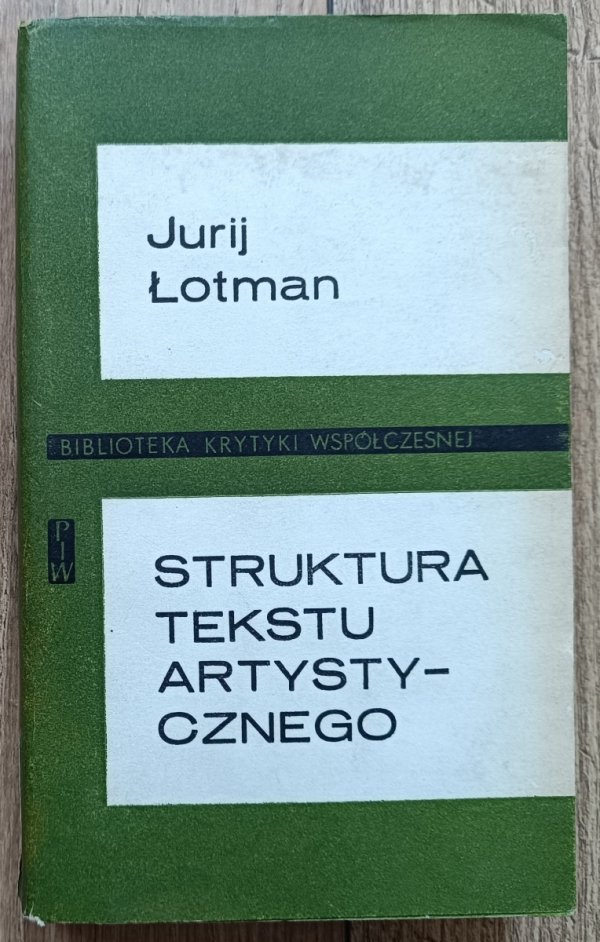 Jurij
Łotman
BIBLIOTEKA KRYTYKI WSPÓŁCZESNEJ
PIW
STRUKTURA
TEKSTU
ARTYSTY-
CZNEGO